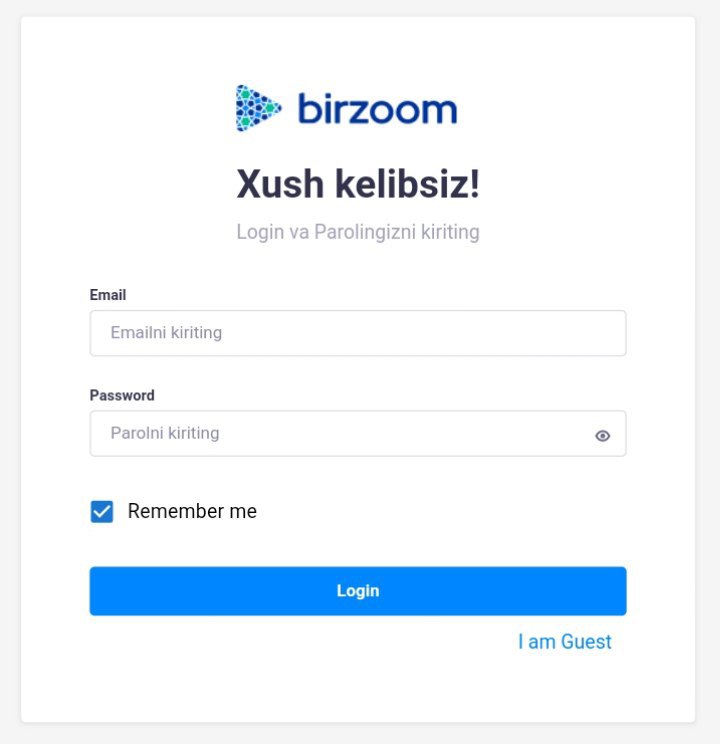 birzoom
Xush kelibsiz!
Login va Parolingizni kiriting
Email
Emailni kiriting
Password
Parolni kiriting
Remember me
Login
I am Guest